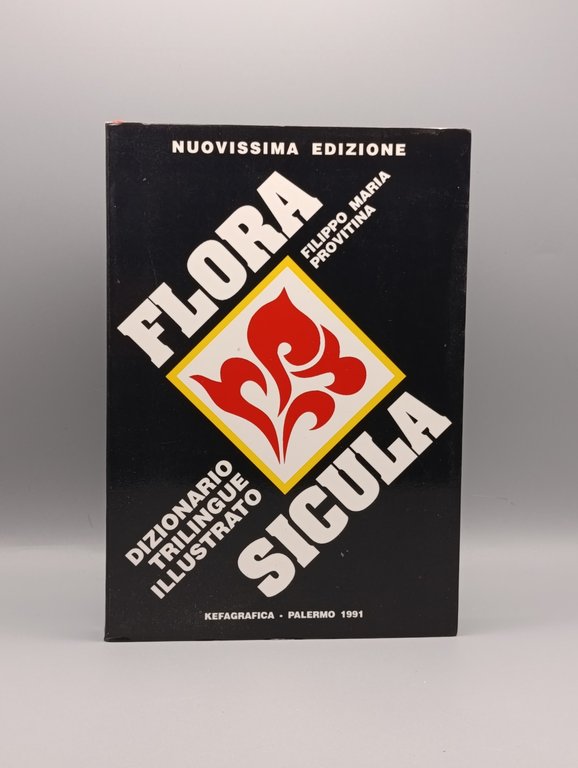 NUOVISSIMA EDIZIONE
FLORA
FILIPPO MARIA
PROVITINA
DIZIONARIO
TRILINGUE
ILLUSTRATO
SICULA
KEFAGRAFICA - PALERMO 1991